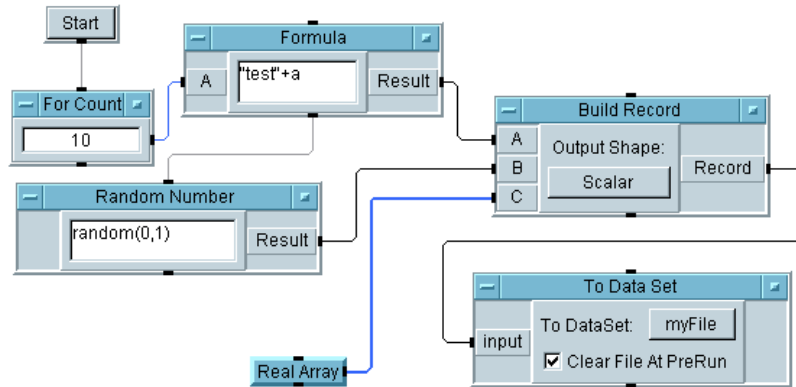 Start
Formula
A
"test"+a
Result
For Count
10
Build Record
A
Output Shape:
B
Scalar
Record
C
Random Number
random(0,1)
Result
To Data Set
input
To DataSet:
myFile
Clear File At PreRun
Real Array